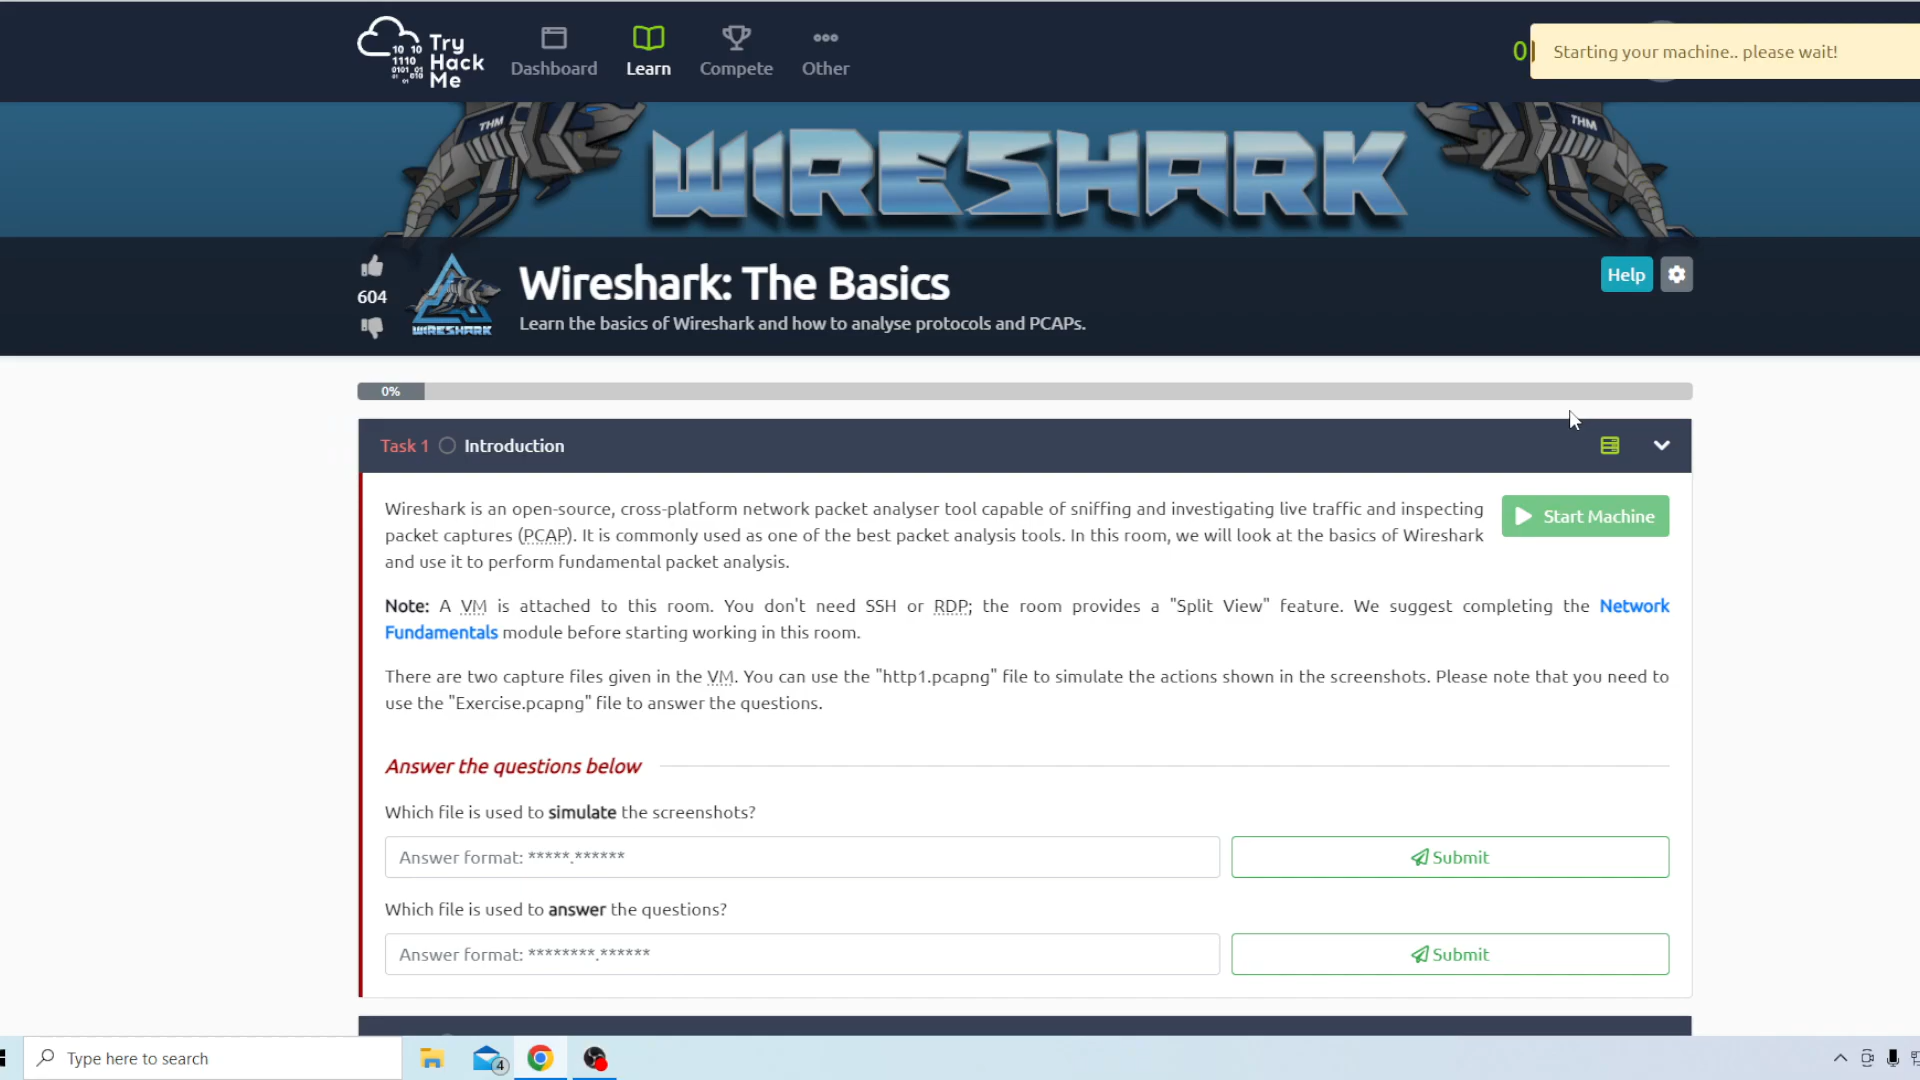 Try
Hack
Me
Dashboard
Learn
Compete
Other
0
Starting your machine.. please wait!
THM
WIRESHARK
THM
604
WIRESHARK
Wireshark: The Basics
Learn the basics of Wireshark and how to analyse protocols and PCAPs.
Help
0%
Task 1
Introduction
Wireshark is an open-source, cross-platform network packet analyser tool capable of sniffing and investigating live traffic and inspecting
packet captures (PCAP). It is commonly used as one of the best packet analysis tools. In this room, we will look at the basics of Wireshark
and use it to perform fundamental packet analysis.
Start Machine
Note: A VM is attached to this room. You don't need SSH or RDP; the room provides a "Split View" feature. We suggest completing the Network
Fundamentals module before starting working in this room.
There are two capture files given in the VM. You can use the "http1.pcapng" file to simulate the actions shown in the screenshots. Please note that you need to
use the "Exercise.pcapng" file to answer the questions.
Answer the questions below
Which file is used to simulate the screenshots?
Answer format: *****.******
Submit
Which file is used to answer the questions?
Answer format: ********.******
Submit
Type here to search
4